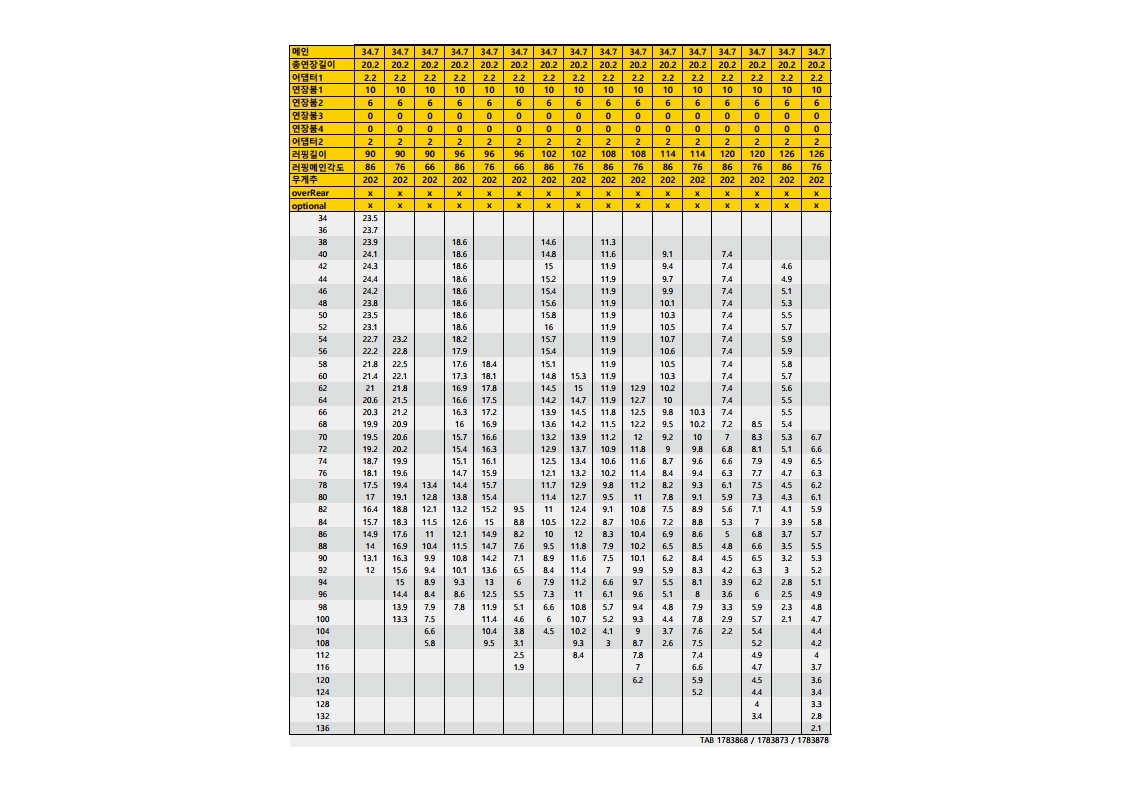 메인 34.7 34.7 34.7 34.7 34.7 34.7 34.7 34.7 34.7 34.7 34.7 34.7 34.7 34.7 34.7 34.7
총연장길이 20.2 20.2 20.2 20.2 20.2 20.2 20.2 20.2 20.2 20.2 20.2 20.2 20.2 20.2 20.2 20.2
어댑터1 2.2 2.2 2.2 2.2 2.2 2.2 2.2 2.2 2.2 2.2 2.2 2.2 2.2 2.2 2.2 2.2
연장붐1 10 10 10 10 10 10 10 10 10 10 10 10 10 10 10 10
연장붐2 6 6 6 6 6 6 6 6 6 6 6 6 6 6 6 6
연장붐3 0 0 0 0 0 0 0 0 0 0 0 0 0 0 0 0
연장붐4 0 0 0 0 0 0 0 0 0 0 0 0 0 0 0 0
어댑터2 2 2 2 2 2 2 2 2 2 2 2 2 2 2 2 2
러핑길이 90 90 90 96 96 96 102 102 108 108 114 114 120 120 126 126
러핑메인각도 86 76 66 86 76 66 86 76 86 76 86 76 86 76 86 76
무게추 202 202 202 202 202 202 202 202 202 202 202 202 202 202 202 202
overRear x x x x x x x x x x x x x x x x
optional x x x x x x x x x x x x x x x x
34 23.5
36 23.7
38 23.9 18.6 14.6 11.3
40 24.1 18.6 14.8 11.6 9.1 7.4
42 24.3 18.6 15 11.9 9.4 7.4 4.6
44 24.4 18.6 15.2 11.9 9.7 7.4 4.9
46 24.2 18.6 15.4 11.9 9.9 7.4 5.1
48 23.8 18.6 15.6 11.9 10.1 7.4 5.3
50 23.5 18.6 15.8 11.9 10.3 7.4 5.5
52 23.1 18.6 16 11.9 10.5 7.4 5.7
54 22.7 23.2 18.2 15.7 11.9 10.7 7.4 5.9
56 22.2 22.8 17.9 15.4 11.9 10.6 7.4 5.9
58 21.8 22.5 17.6 18.4 15.1 11.9 10.5 7.4 5.8
60 21.4 22.1 17.3 18.1 14.8 15.3 11.9 10.3 7.4 5.7
62 21 21.8 16.9 17.8 14.5 15 11.9 12.9 10.2 7.4 5.6
64 20.6 21.5 16.6 17.5 14.2 14.7 11.9 12.7 10 7.4 5.5
66 20.3 21.2 16.3 17.2 13.9 14.5 11.8 12.5 9.8 10.3 7.4 5.5
68 19.9 20.9 16 16.9 13.6 14.2 11.5 12.2 9.5 10.2 7.2 8.5 5.4
70 19.5 20.6 15.7 16.6 13.2 13.9 11.2 12 9.2 10 7 8.3 5.3 6.7
72 19.2 20.2 15.4 16.3 12.9 13.7 10.9 11.8 9 9.8 6.8 8.1 5.1 6.6
74 18.7 19.9 15.1 16.1 12.5 13.4 10.6 11.6 8.7 9.6 6.6 7.9 4.9 6.5
76 18.1 19.6 14.7 15.9 12.1 13.2 10.2 11.4 8.4 9.4 6.3 7.7 4.7 6.3
78 17.5 19.4 13.4 14.4 15.7 11.7 12.9 9.8 11.2 8.2 9.3 6.1 7.5 4.5 6.2
80 17 19.1 12.8 13.8 15.4 11.4 12.7 9.5 11 7.8 9.1 5.9 7.3 4.3 6.1
82 16.4 18.8 12.1 13.2 15.2 9.5 11 12.4 9.1 10.8 7.5 8.9 5.6 7.1 4.1 5.9
84 15.7 18.3 11.5 12.6 15 8.8 10.5 12.2 8.7 10.6 7.2 8.8 5.3 7 3.9 5.8
86 14.9 17.6 11 12.1 14.9 8.2 10 12 8.3 10.4 6.9 8.6 5 6.8 3.7 5.7
88 14 16.9 10.4 11.5 14.7 7.6 9.5 11.8 7.9 10.2 6.5 8.5 4.8 6.6 3.5 5.5
90 13.1 16.3 9.9 10.8 14.2 7.1 8.9 11.6 7.5 10.1 6.2 8.4 4.5 6.5 3.2 5.3
92 12 15.6 9.4 10.1 13.6 6.5 8.4 11.4 7 9.9 5.9 8.3 4.2 6.3 3 5.2
94 15 8.9 9.3 13 6 7.9 11.2 6.6 9.7 5.5 8.1 3.9 6.2 2.8 5.1
96 14.4 8.4 8.6 12.5 5.5 7.3 11 6.1 9.6 5.1 8 3.6 6 2.5 4.9
98 13.9 7.9 7.8 11.9 5.1 6.6 10.8 5.7 9.4 4.8 7.9 3.3 5.9 2.3 4.8
100 13.3 7.5 11.4 4.6 6 10.7 5.2 9.3 4.4 7.8 2.9 5.7 2.1 4.7
104 6.6 10.4 3.8 4.5 10.2 4.1 9 3.7 7.6 2.2 5.4 4.4
108 5.8 9.5 3.1 9.3 3 8.7 2.6 7.5 5.2 4.2
112 2.5 8.4 7.8 7.4 4.9 4
116 1.9 7 6.6 4.7 3.7
120 6.2 5.9 4.5 3.6
124 5.2 4.4 3.4
128 4 3.3
132 3.4 2.8
136 2.1
TAB 1783868 / 1783873 / 1783878